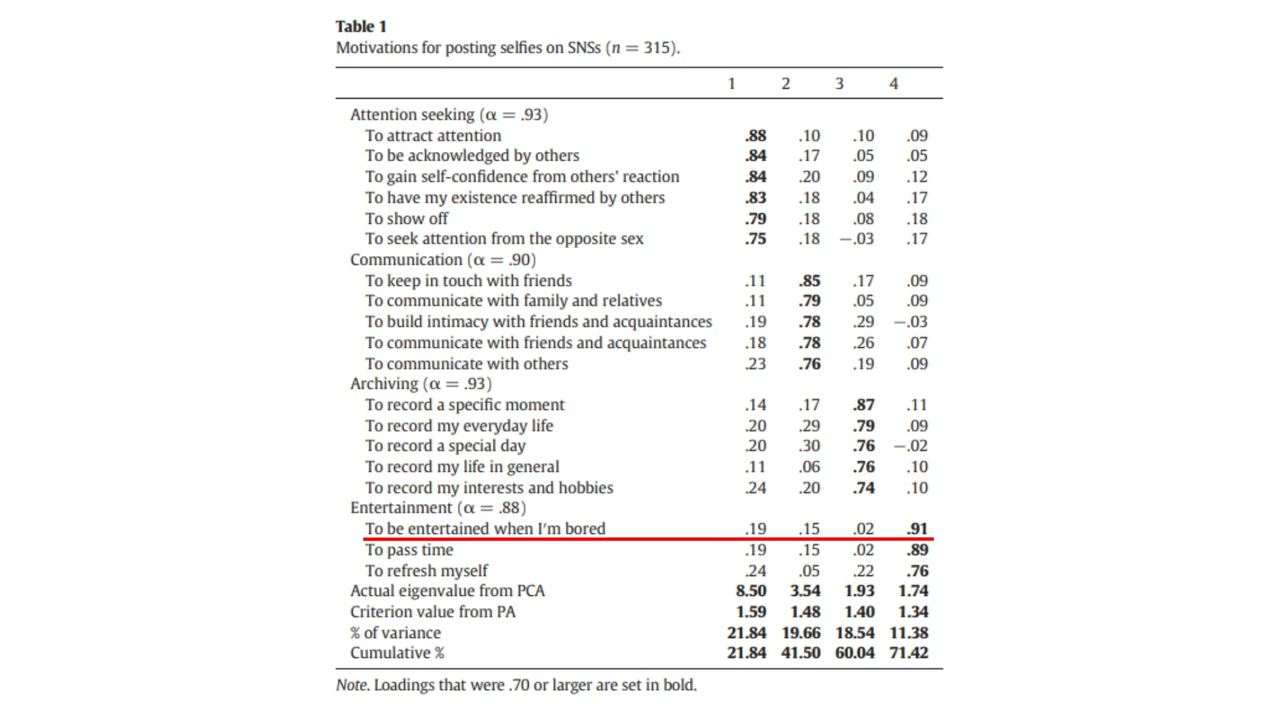 Table 1
Motivations for posting selfies on SNSs (n = 315).
1 2 3 4
Attention seeking (α = .93)
To attract attention .88 .10 .10 .09
To be acknowledged by others .84 .17 .05 .05
To gain self-confidence from others' reaction .84 .20 .09 .12
To have my existence reaffirmed by others .83 .18 .04 .17
To show off .79 .18 .08 .18
To seek attention from the opposite sex .75 .18 −.03 .17
Communication (α = .90)
To keep in touch with friends .11 .85 .17 .09
To communicate with family and relatives .11 .79 .05 .09
To build intimacy with friends and acquaintances .19 .78 .29 −.03
To communicate with friends and acquaintances .18 .78 .26 .07
To communicate with others .23 .76 .19 .09
Archiving (α = .93)
To record a specific moment .14 .17 .87 .11
To record my everyday life .20 .29 .79 .09
To record a special day .20 .30 .76 −.02
To record my life in general .11 .06 .76 .10
To record my interests and hobbies .24 .20 .74 .10
Entertainment (α = .88)
To be entertained when I'm bored .19 .15 .02 .91
To pass time .19 .15 .02 .89
To refresh myself .24 .05 .22 .76
Actual eigenvalue from PCA 8.50 3.54 1.93 1.74
Criterion value from PA 1.59 1.48 1.40 1.34
% of variance 21.84 19.66 18.54 11.38
Cumulative % 21.84 41.50 60.04 71.42
Note. Loadings that were .70 or larger are set in bold.